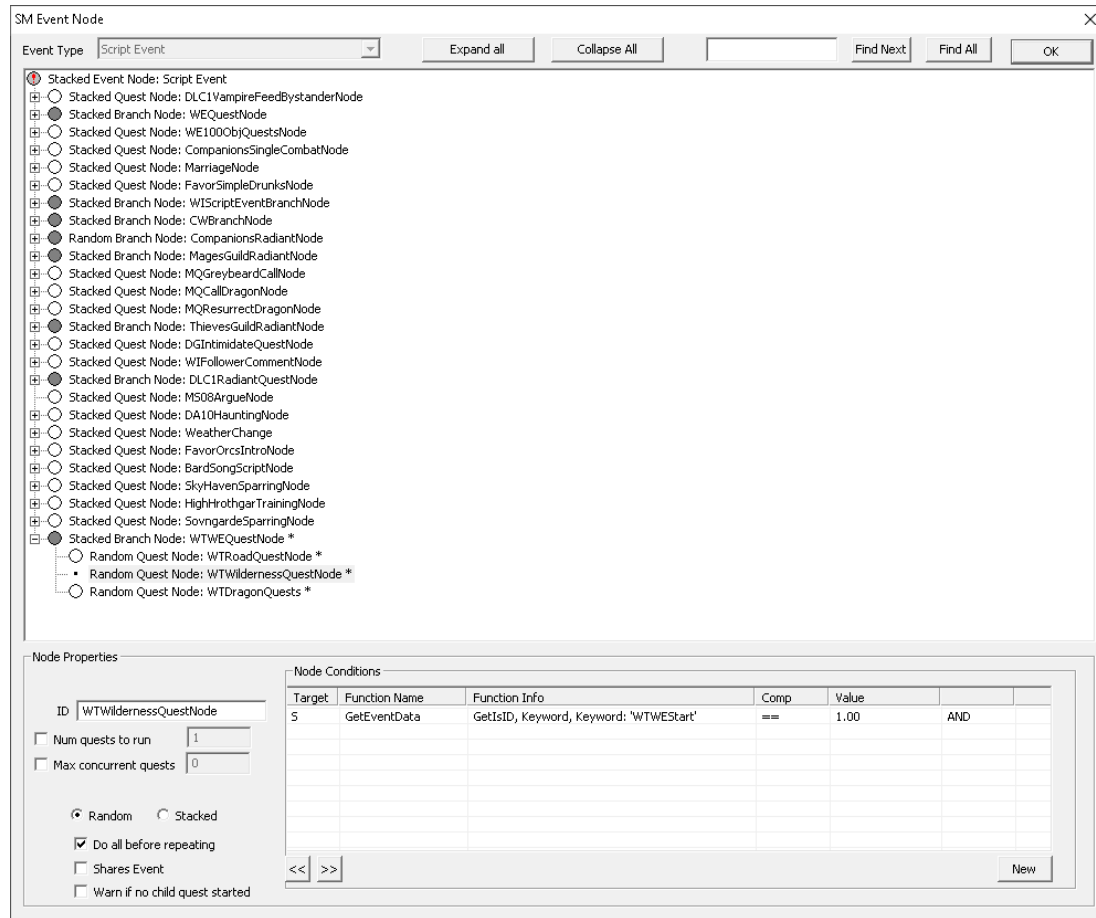 SM Event Node
Event Type Script Event Expand all Collapse All Find Next Find All OK
Stacked Event Node: Script Event
Stacked Quest Node: DLC1VampireFeedBystanderNode
Stacked Branch Node: WEQuestNode
Stacked Quest Node: WE100ObjQuestsNode
Stacked Quest Node: CompanionsSingleCombatNode
Stacked Quest Node: MarriageNode
Stacked Quest Node: FavorSimpleDrunksNode
Stacked Branch Node: WIScriptEventBranchNode
Stacked Branch Node: CWBranchNode
Random Branch Node: CompanionsRadiantNode
Stacked Branch Node: MagesGuildRadiantNode
Stacked Quest Node: MQGreybeardCallNode
Stacked Quest Node: MQCallDragonNode
Stacked Quest Node: MQResurrectDragonNode
Stacked Branch Node: ThievesGuildRadiantNode
Stacked Quest Node: DGIntimidateQuestNode
Stacked Quest Node: WIFollowerCommentNode
Stacked Branch Node: DLC1RadiantQuestNode
Stacked Quest Node: MS08ArgueNode
Stacked Quest Node: DA10HauntingNode
Stacked Quest Node: WeatherChange
Stacked Quest Node: FavorOrcsIntroNode
Stacked Quest Node: BardSongScriptNode
Stacked Quest Node: SkyHavenSparringNode
Stacked Quest Node: HighHrothgarTrainingNode
Stacked Quest Node: SovngardeSparringNode
Stacked Branch Node: WTWEQuestNode *
Random Quest Node: WTRoadQuestNode *
Random Quest Node: WTWildernessQuestNode *
Random Quest Node: WTDragonQuests *
Node Properties
ID WTWildernessQuestNode
Num quests to run 1
Max concurrent quests 0
Random Stacked
Do all before repeating
Shares Event
Warn if no child quest started
Node Conditions
Target Function Name Function Info Comp Value
S GetEventData GetIsID, Keyword, Keyword: 'WTWEStart' == 1.00 AND
<< >> New